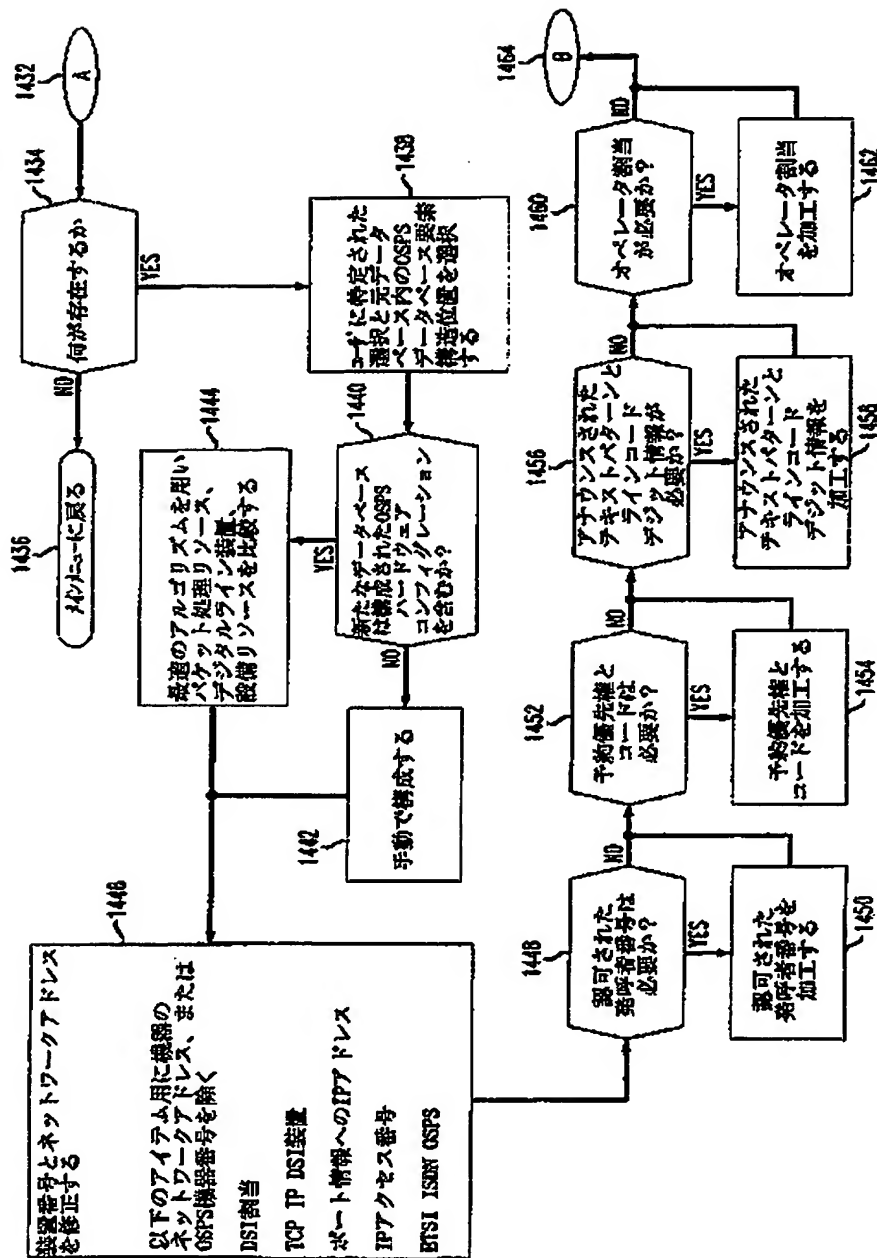 1432
A
1434
何が存在するか
NO
YES
1436
メインメニューに戻る
1438
コードに特定された
選択と元データ
ベース内のOSPS
データベース要素
構造位置を選択
する
1440
新たなデータベース
は構成されたOSPS
ハードウェア
コンフィグレーション
を含むか?
YES
NO
1444
最適のアルゴリズムを用い
パケット処理リソース、
デジタルライン装置、
設備リソースを比較する
1442
手動で構成する
1446
装置番号とネットワークアドレス
を修正する
以下のアイテム用に機器の
ネットワークアドレス、または
OSPS機器番号を除く
DSI割当
TCP IP DSI装置
ポート情報へのIPアドレス
IPアクセス番号
ETSI ISDN OSPS
1448
認可された
発呼者番号は
必要か?
NO
YES
1450
認可された
発呼者番号を
加工する
1452
予約優先権と
コードは
必要か?
NO
YES
1454
予約優先権と
コードを加工する
1456
アナウンスされた
テキストパターンと
ラインコード
デジット情報が
必要か?
NO
YES
1458
アナウンスされた
テキストパターンと
ラインコード
デジット情報を
加工する
1460
オペレータ割当
が必要か?
NO
YES
1462
オペレータ割当
を加工する
1464
B